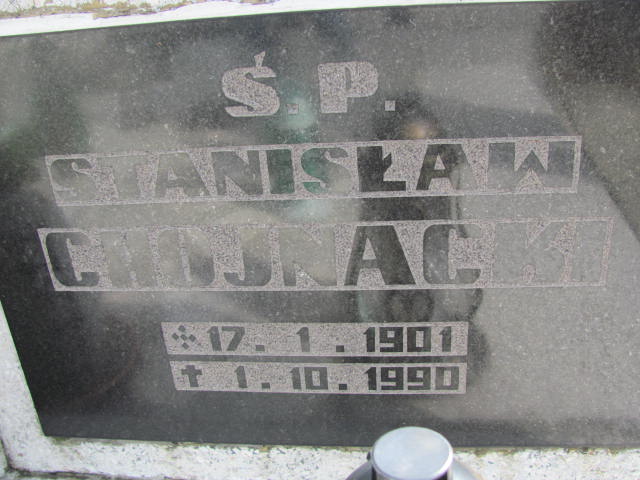 Ś.P.
STANISŁAW
CHOJNACKI
17. 1. 1901
✝ 1. 10. 1990